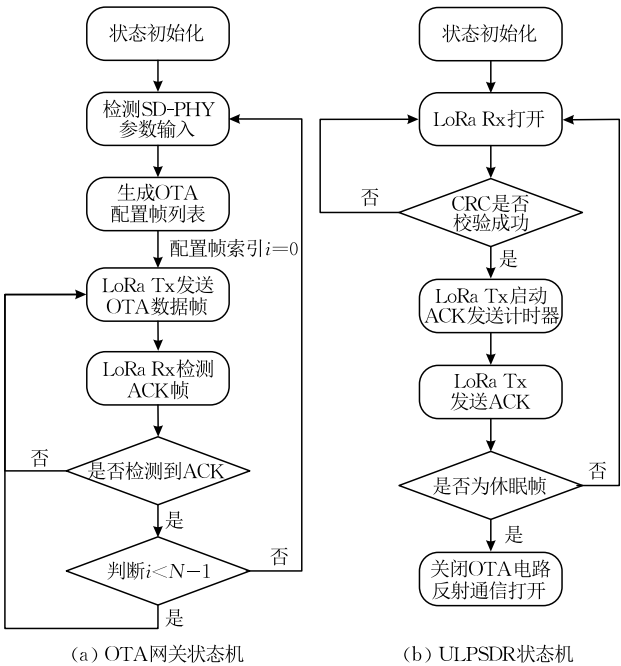 状态初始化
检测SD-PHY
参数输入
生成OTA
配置帧列表
配置帧索引i=0
LoRa Tx发送
OTA数据帧
LoRa Rx检测
ACK帧
否
是否检测到ACK
是
否
判断i<N-1
是
(a) OTA网关状态机
状态初始化
LoRa Rx打开
否
CRC是否
校验成功
是
LoRa Tx启动
ACK发送计时器
LoRa Tx
发送ACK
否
是否为休眠帧
是
关闭OTA电路
反射通信打开
(b) ULPSDR状态机